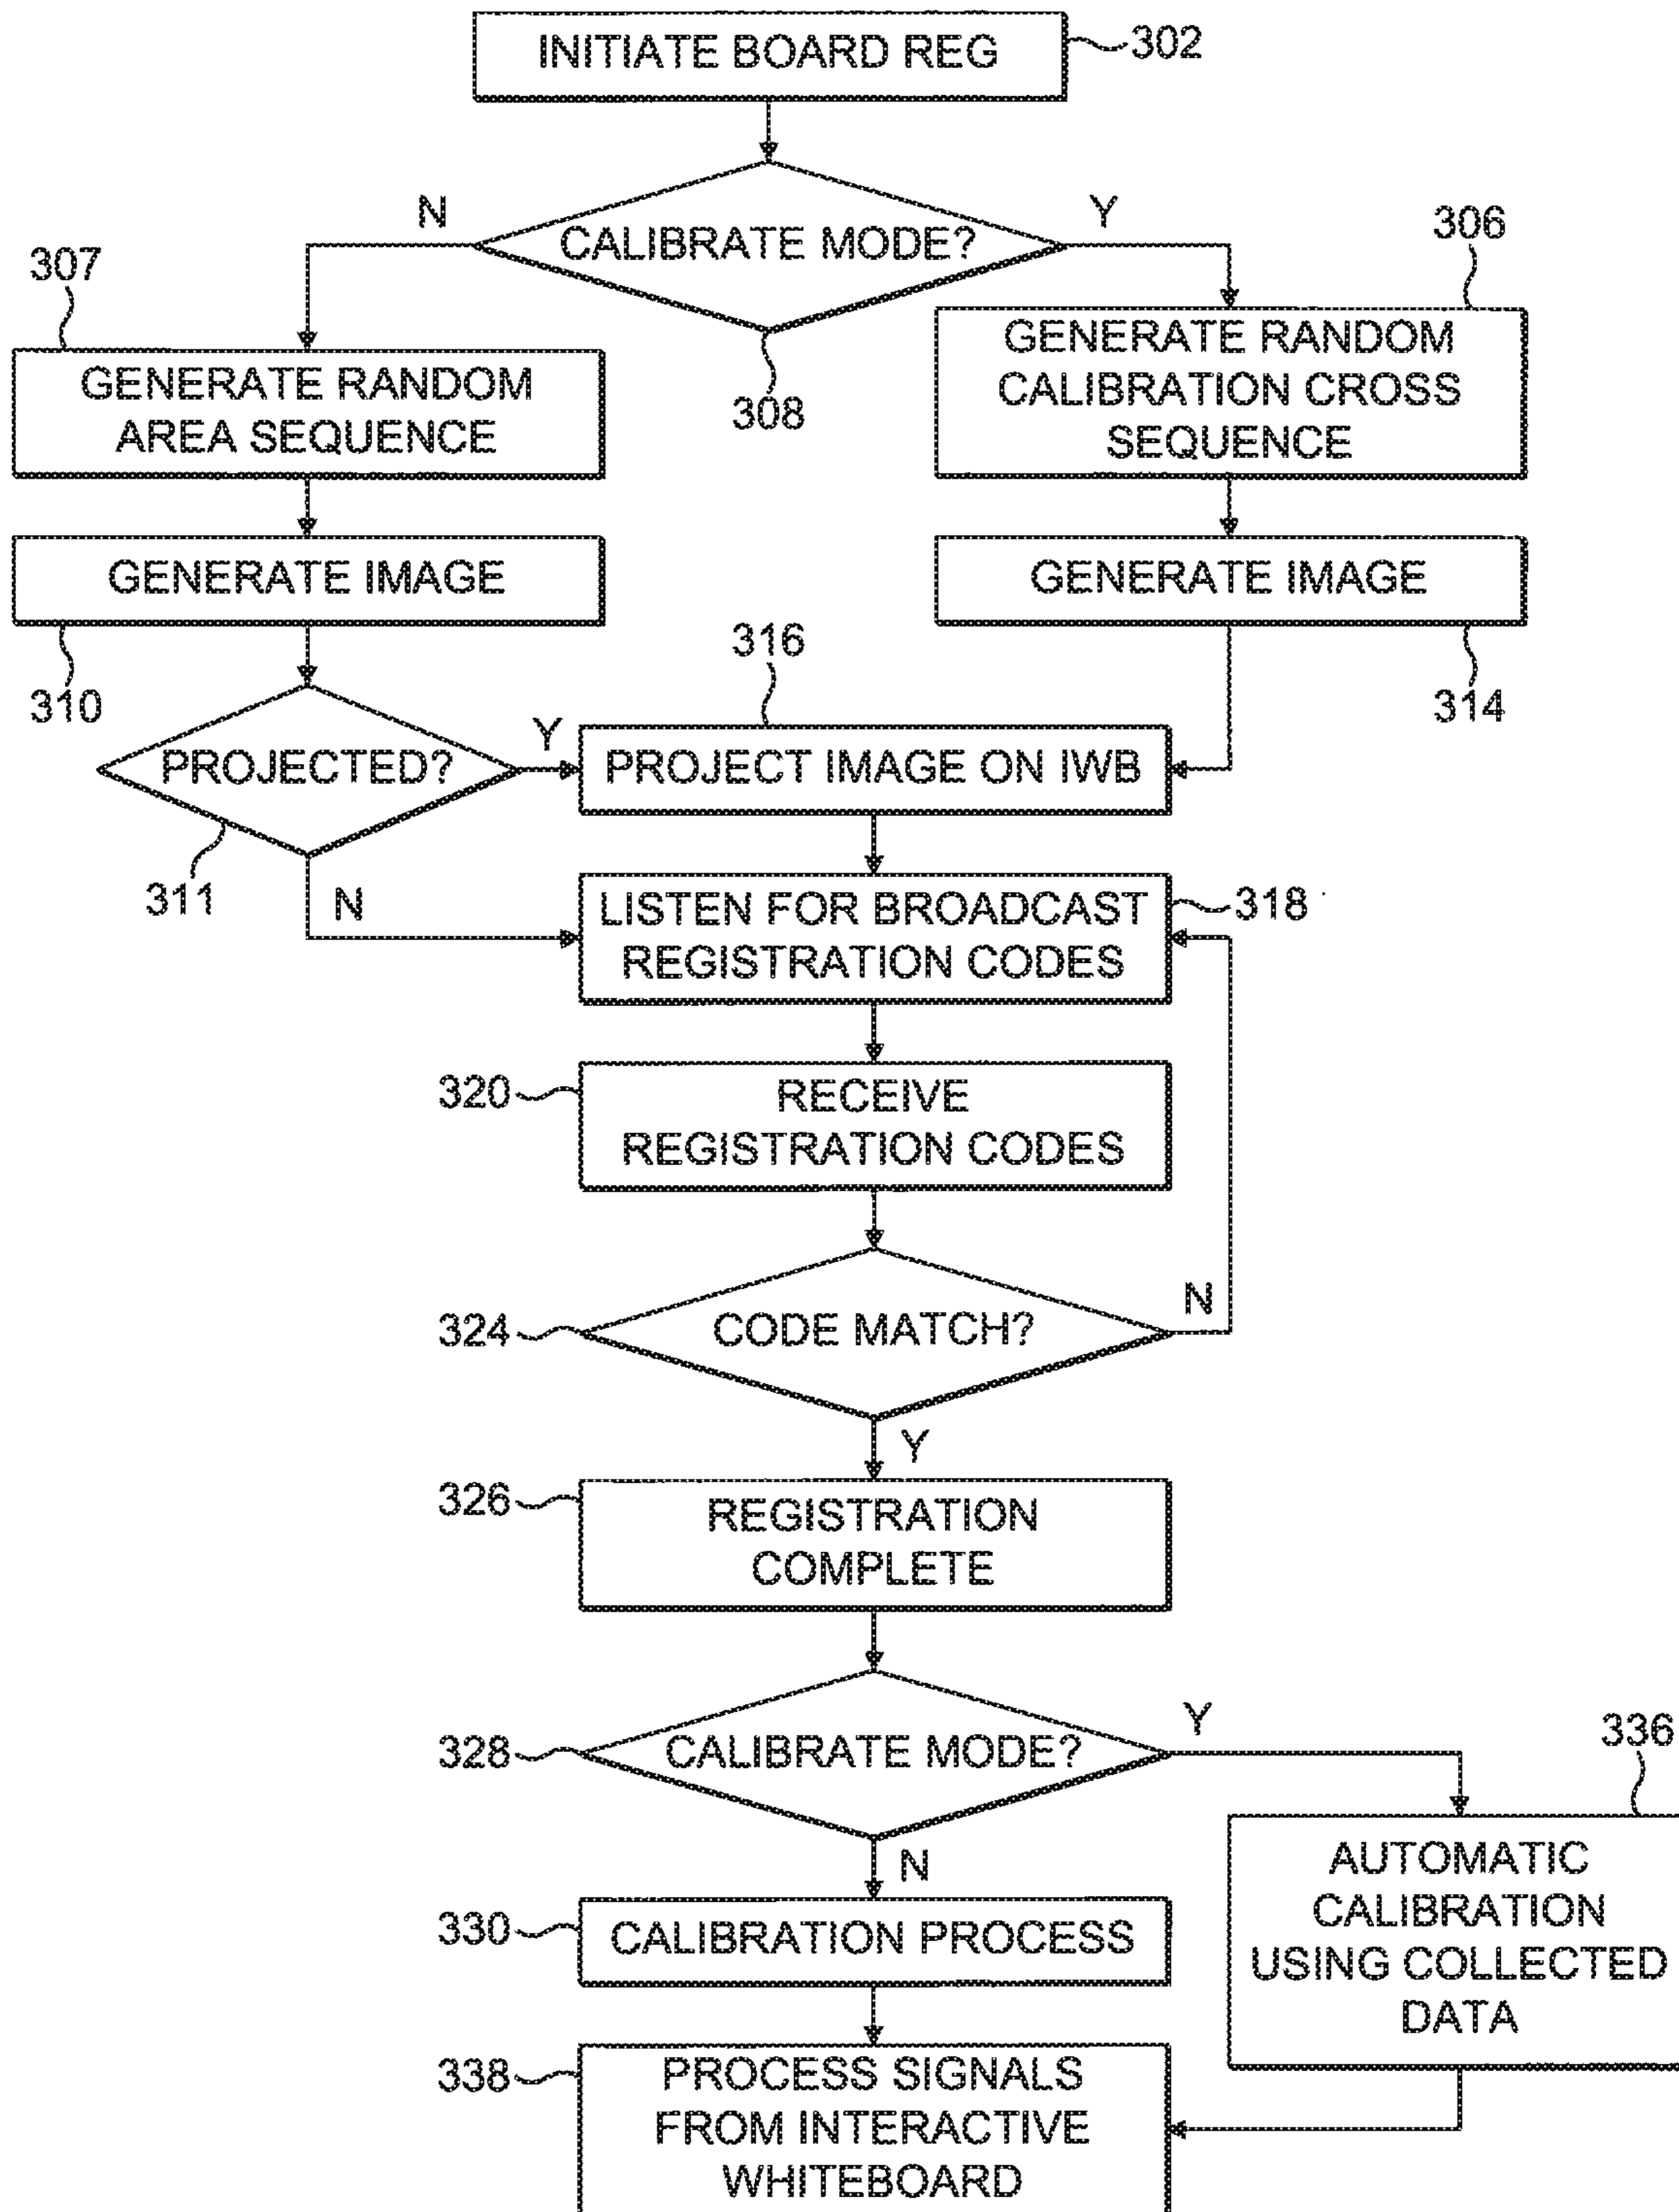 INITIATE BOARD REG
302
N
Y
CALIBRATE MODE?
308
307
306
GENERATE RANDOM
AREA SEQUENCE
GENERATE RANDOM
CALIBRATION CROSS
SEQUENCE
GENERATE IMAGE
310
GENERATE IMAGE
314
316
PROJECTED?
311
Y
N
PROJECT IMAGE ON IWB
LISTEN FOR BROADCAST
REGISTRATION CODES
318
320
RECEIVE
REGISTRATION CODES
324
CODE MATCH?
N
Y
326
REGISTRATION
COMPLETE
328
CALIBRATE MODE?
Y
N
336
330
CALIBRATION PROCESS
AUTOMATIC
CALIBRATION
USING COLLECTED
DATA
338
PROCESS SIGNALS
FROM INTERACTIVE
WHITEBOARD